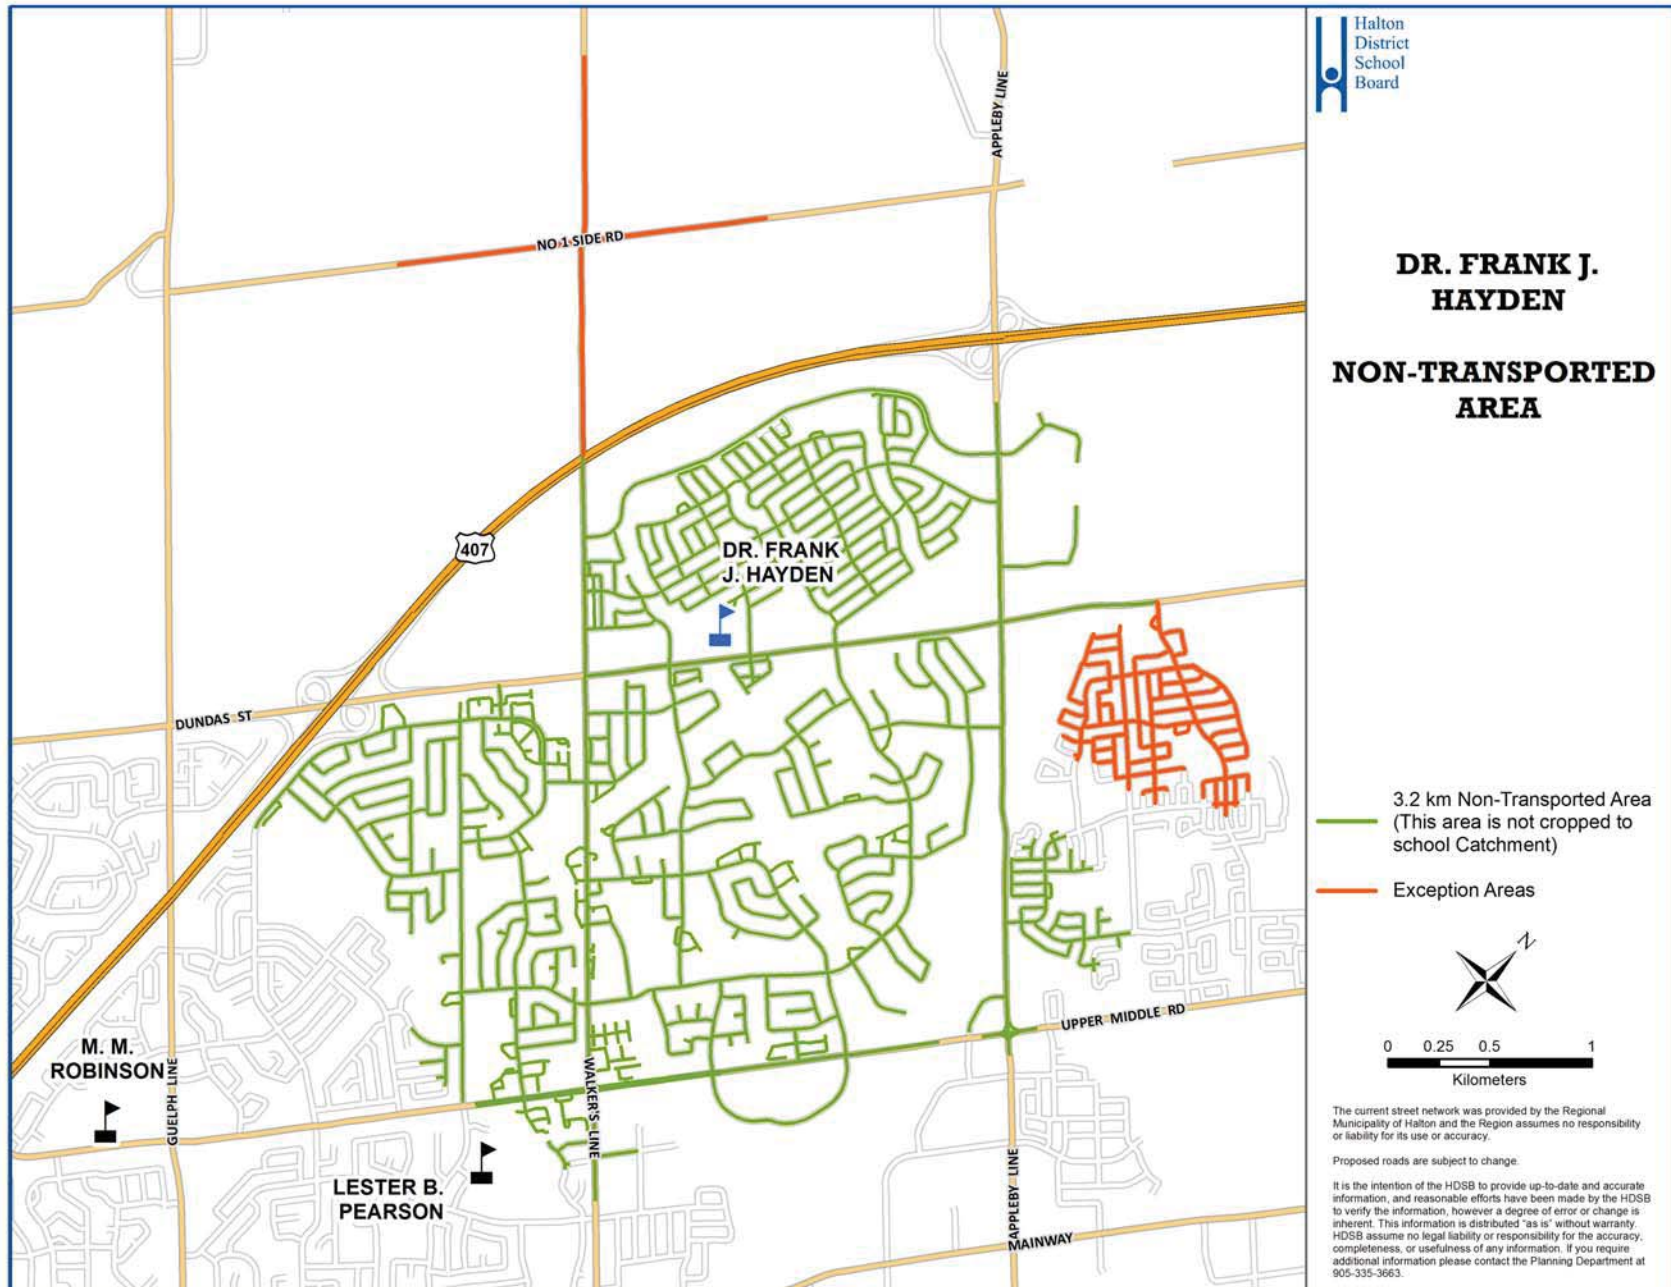 Halton
District
School
Board
DR. FRANK J.
HAYDEN
NON-TRANSPORTED
AREA
APPLEBY LINE
NO 1 SIDE RD
407
DR. FRANK
J. HAYDEN
DUNDAS ST
3.2 km Non-Transported Area
(This area is not cropped to
school Catchment)
Exception Areas
N
UPPER MIDDLE RD
M. M.
ROBINSON
GUELPH LINE
WALKER'S LINE
LESTER B.
PEARSON
APPLEBY LINE
MAINWAY
0 0.25 0.5 1
Kilometers
The current street network was provided by the Regional
Municipality of Halton and the Region assumes no responsibility
or liability for its use or accuracy.
Proposed roads are subject to change.
It is the intention of the HDSB to provide up-to-date and accurate
information, and reasonable efforts have been made by the HDSB
to verify the information, however a degree of error or change is
inherent. This information is distributed "as is" without warranty.
HDSB assume no legal liability or responsibility for the accuracy,
completeness, or usefulness of any information. If you require
additional information please contact the Planning Department at
905-335-3663.